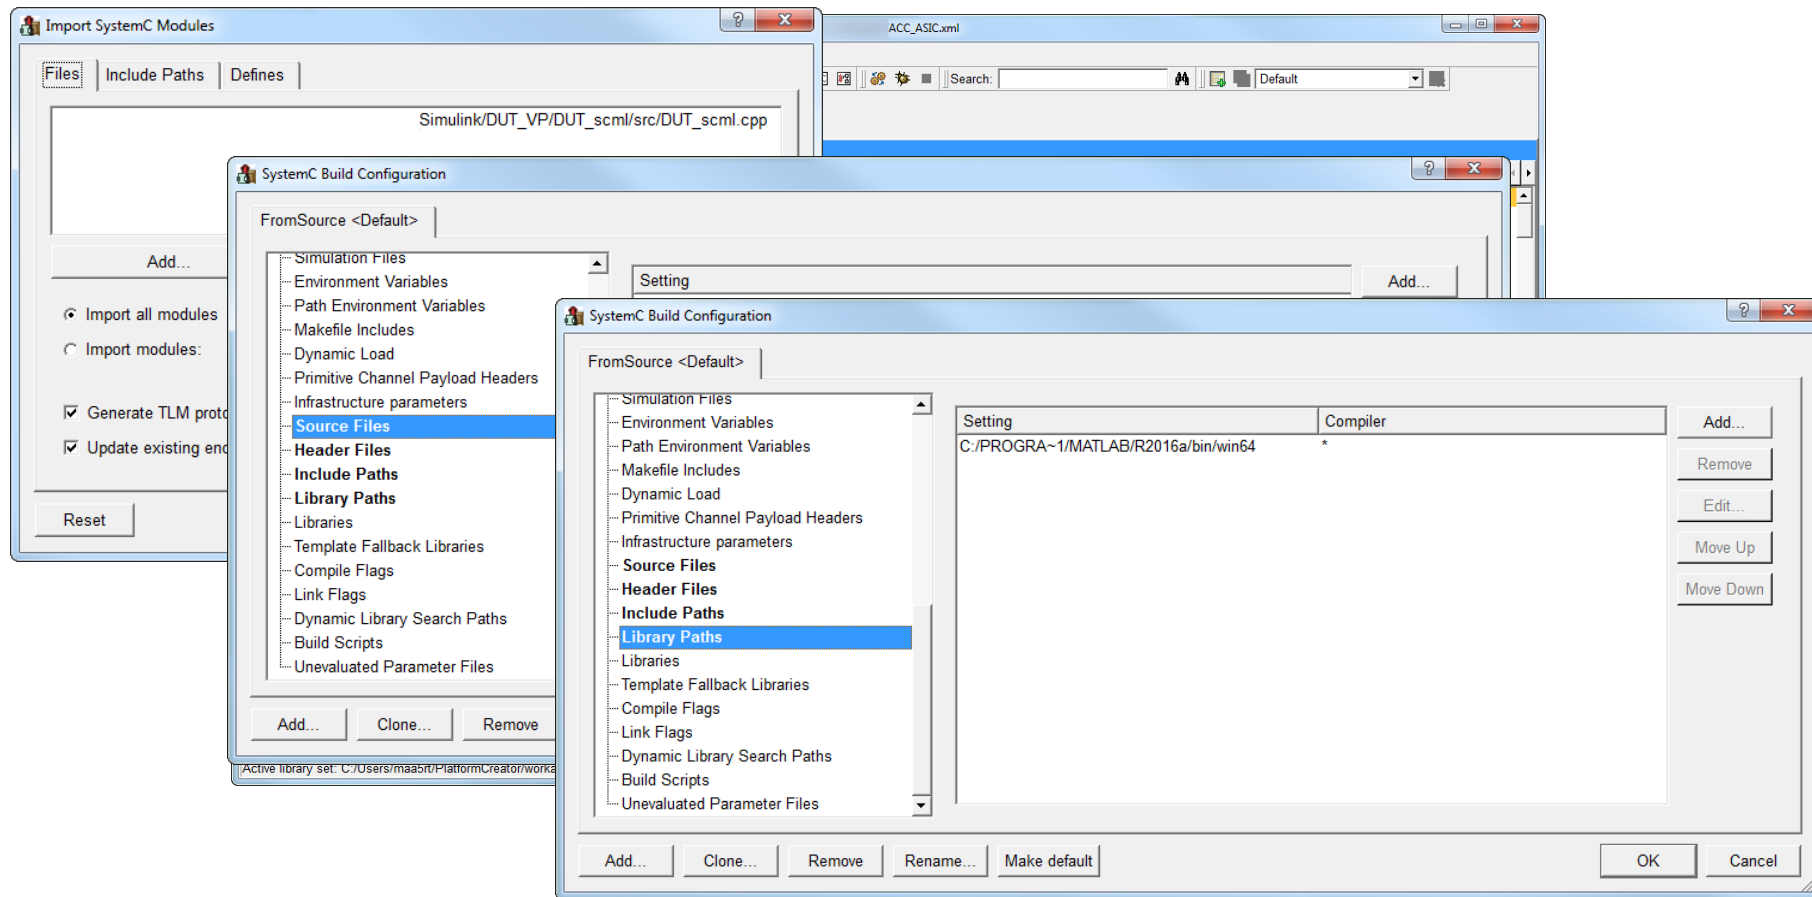 Import SystemC Modules
Files
Include Paths
Defines
Simulink/DUT_VP/DUT_scml/src/DUT_scml.cpp
Add...
Import all modules
Import modules:
Generate TLM proto
Update existing enc
Reset
ACC_ASIC.xml
Search:
Default
SystemC Build Configuration
FromSource <Default>
Simulation Files
Environment Variables
Path Environment Variables
Makefile Includes
Dynamic Load
Primitive Channel Payload Headers
Infrastructure parameters
Source Files
Header Files
Include Paths
Library Paths
Libraries
Template Fallback Libraries
Compile Flags
Link Flags
Dynamic Library Search Paths
Build Scripts
Unevaluated Parameter Files
Setting
Add...
Add...
Clone...
Remove
Active library set: C:/Users/maa5rt/PlatformCreator/worka
SystemC Build Configuration
FromSource <Default>
Simulation Files
Environment Variables
Path Environment Variables
Makefile Includes
Dynamic Load
Primitive Channel Payload Headers
Infrastructure parameters
Source Files
Header Files
Include Paths
Library Paths
Libraries
Template Fallback Libraries
Compile Flags
Link Flags
Dynamic Library Search Paths
Build Scripts
Unevaluated Parameter Files
Setting Compiler
C:/PROGRA~1/MATLAB/R2016a/bin/win64 *
Add...
Remove
Edit...
Move Up
Move Down
Add...
Clone...
Remove
Rename...
Make default
OK
Cancel